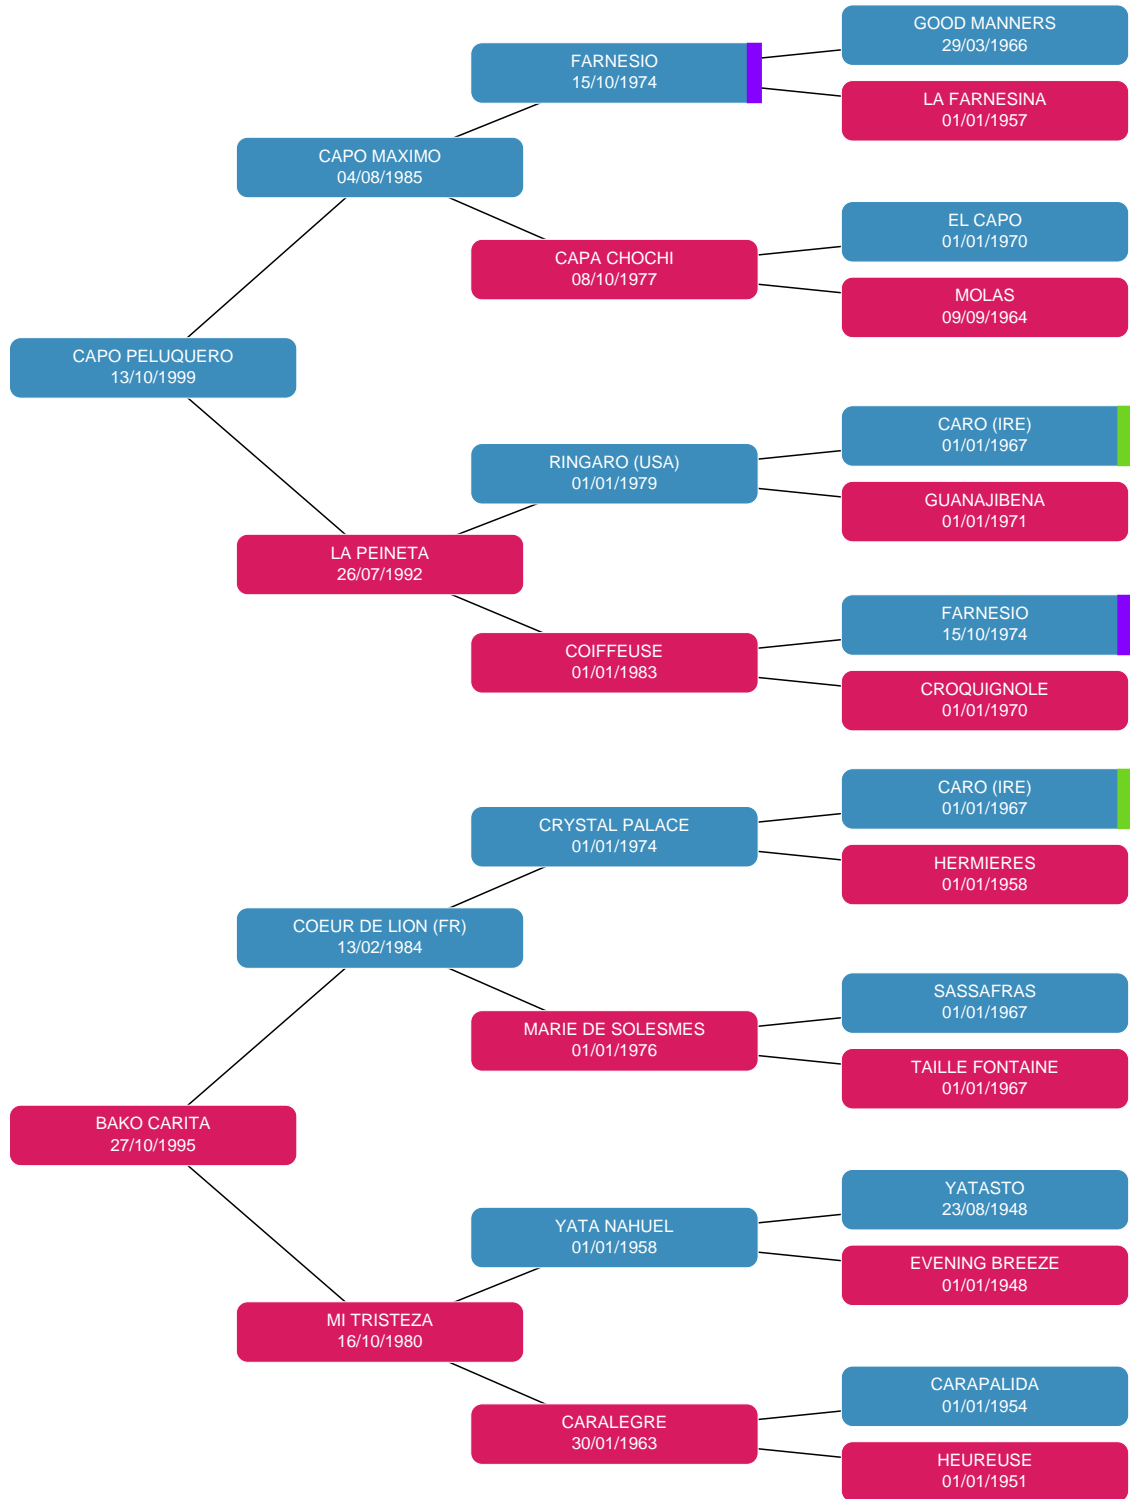 GOOD MANNERS
29/03/1966
FARNESIO
15/10/1974
LA FARNESINA
01/01/1957
CAPO MAXIMO
04/08/1985
EL CAPO
01/01/1970
CAPA CHOCHI
08/10/1977
MOLAS
09/09/1964
CAPO PELUQUERO
13/10/1999
CARO (IRE)
01/01/1967
RINGARO (USA)
01/01/1979
GUANAJIBENA
01/01/1971
LA PEINETA
26/07/1992
FARNESIO
15/10/1974
COIFFEUSE
01/01/1983
CROQUIGNOLE
01/01/1970
CARO (IRE)
01/01/1967
CRYSTAL PALACE
01/01/1974
HERMIERES
01/01/1958
COEUR DE LION (FR)
13/02/1984
SASSAFRAS
01/01/1967
MARIE DE SOLESMES
01/01/1976
TAILLE FONTAINE
01/01/1967
BAKO CARITA
27/10/1995
YATASTO
23/08/1948
YATA NAHUEL
01/01/1958
EVENING BREEZE
01/01/1948
MI TRISTEZA
16/10/1980
CARAPALIDA
01/01/1954
CARALEGRE
30/01/1963
HEUREUSE
01/01/1951